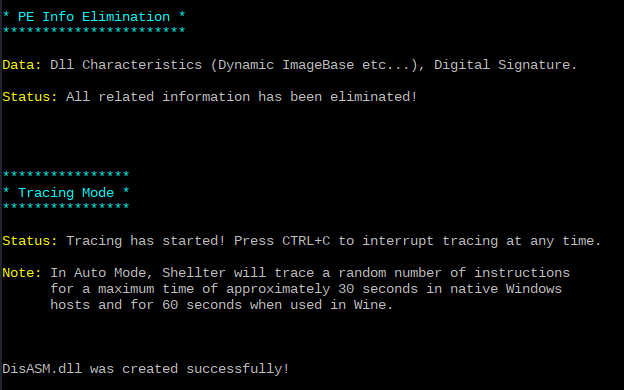 * PE Info Elimination *
***********************
Data: Dll Characteristics (Dynamic ImageBase etc...), Digital Signature.
Status: All related information has been eliminated!
****************
* Tracing Mode *
****************
Status: Tracing has started! Press CTRL+C to interrupt tracing at any time.
Note: In Auto Mode, Shellter will trace a random number of instructions
for a maximum time of approximately 30 seconds in native Windows
hosts and for 60 seconds when used in Wine.
DisASM.dll was created successfully!